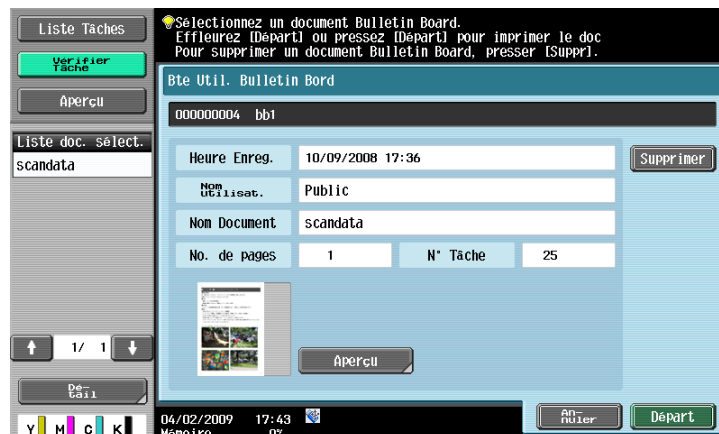 Liste Tâches
Vérifier
Tâche
Aperçu
Liste doc. sélect.
scandata
1/ 1
Dé-
tail
Y M C K
Sélectionnez un document Bulletin Board.
Effleurez [Départ] ou pressez [Départ] pour imprimer le doc
Pour supprimer un document Bulletin Board, presser [Suppr].
Bte Util. Bulletin Bord
000000004 bb1
Heure Enreg. 10/09/2008 17:36
Supprimer
Nom
utilisat. Public
Nom Document scandata
No. de pages 1 N° Tâche 25
Aperçu
04/02/2009 17:43
Mémoire 0%
An-
nuler
Départ